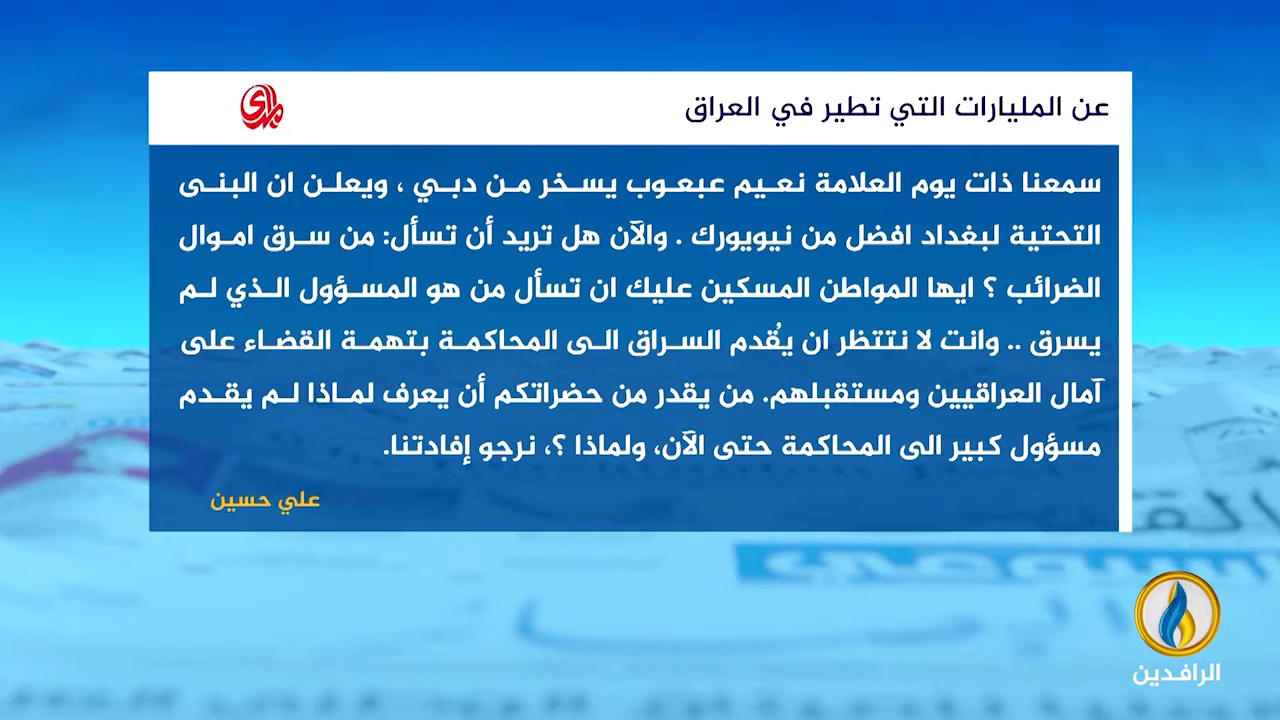 عن المليارات التي تطير في العراق
المدى
سمعنا ذات يوم العلامة نعيم عبعوب يسخر من دبي ، ويعلن ان البنى
التحتية لبغداد افضل من نيويورك . والآن هل تريد أن تسأل: من سرق اموال
الضرائب ؟ ايها المواطن المسكين عليك ان تسأل من هو المسؤول الذي لم
يسرق .. وانت لا نتتظر ان يُقدم السراق الى المحاكمة بتهمة القضاء على
آمال العراقيين ومستقبلهم. من يقدر من حضراتكم أن يعرف لماذا لم يقدم
مسؤول كبير الى المحاكمة حتى الآن، ولماذا ؟، نرجو إفادتنا.
علي حسين
الرافدين